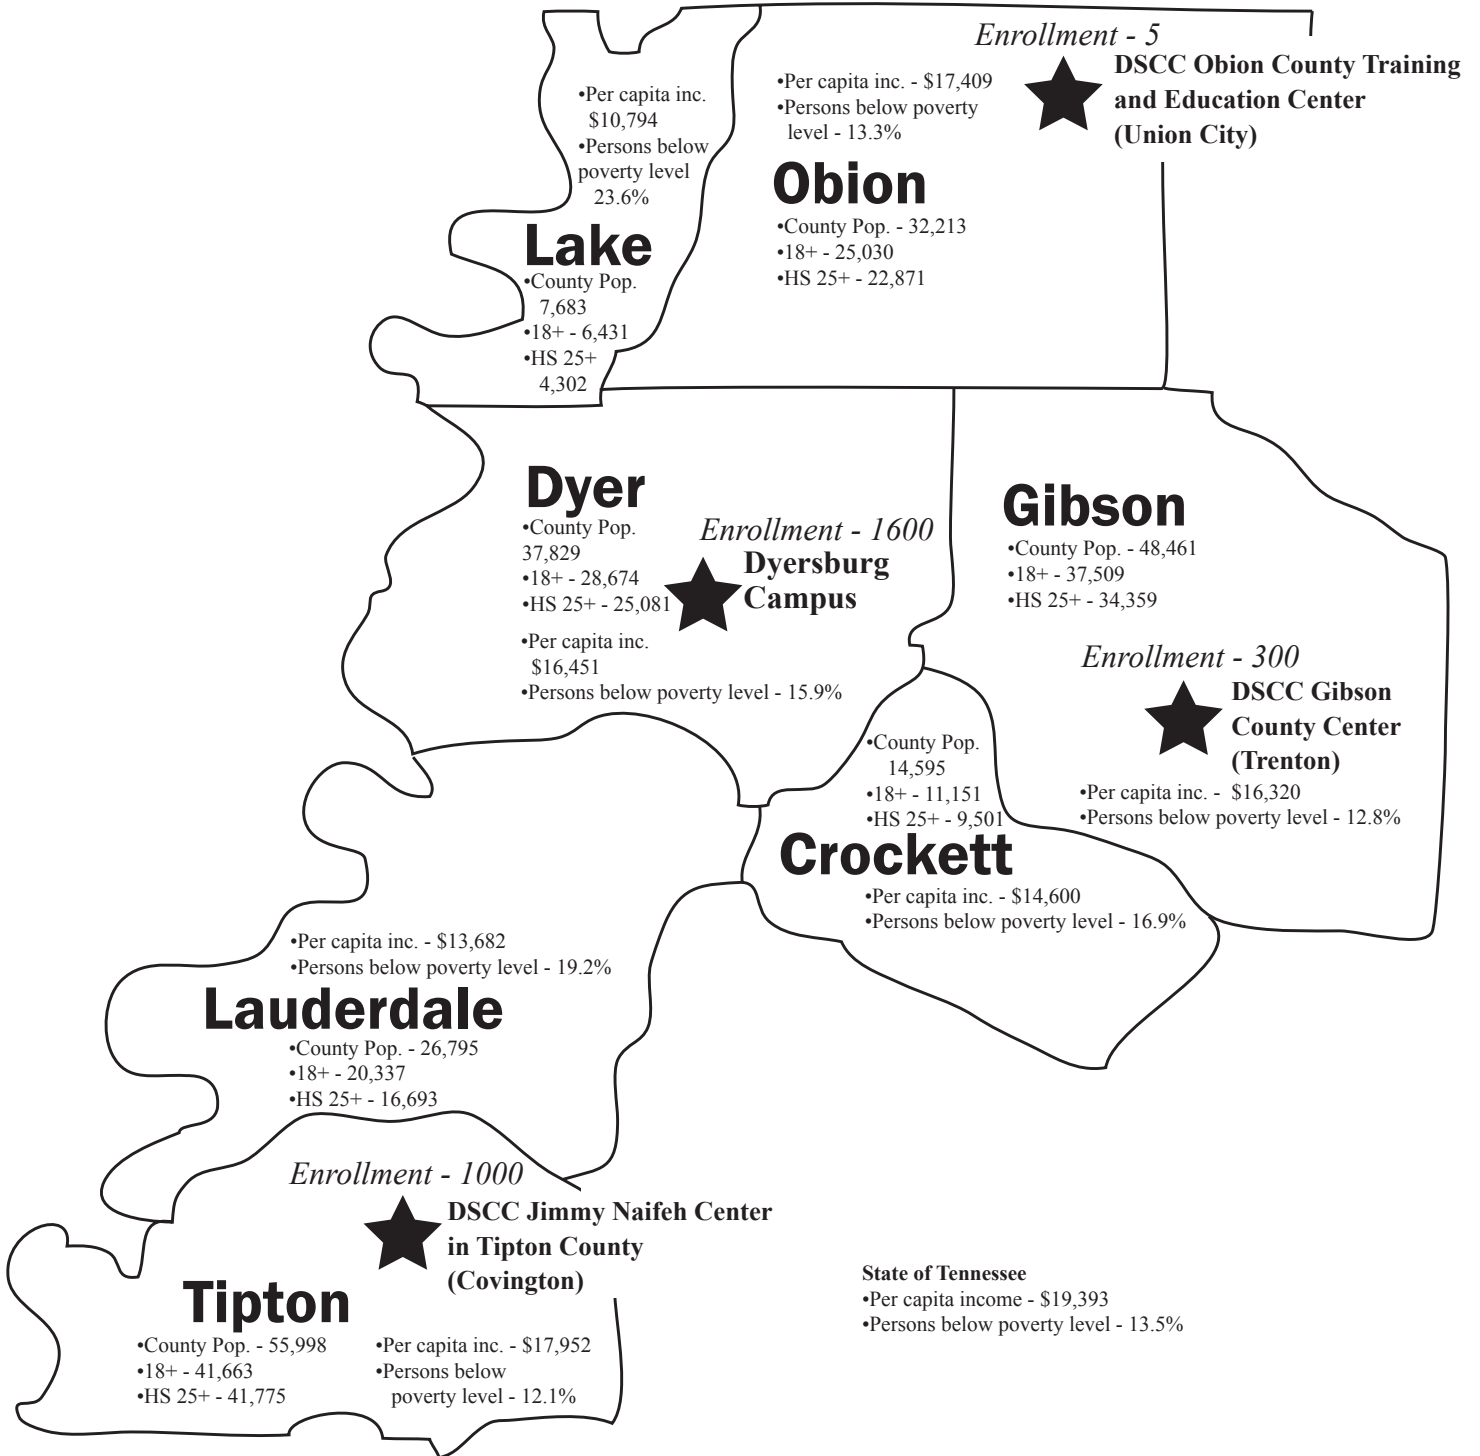 Enrollment - 5
DSCC Obion County Training
and Education Center
(Union City)
•Per capita inc. - $17,409
•Persons below poverty
level - 13.3%
Obion
•County Pop. - 32,213
•18+ - 25,030
•HS 25+ - 22,871
•Per capita inc.
$10,794
•Persons below
poverty level
23.6%
Lake
•County Pop.
7,683
•18+ - 6,431
•HS 25+
4,302
Dyer
•County Pop.
37,829
•18+ - 28,674
•HS 25+ - 25,081
Enrollment - 1600
Dyersburg
Campus
•Per capita inc.
$16,451
•Persons below poverty level - 15.9%
Gibson
•County Pop. - 48,461
•18+ - 37,509
•HS 25+ - 34,359
Enrollment - 300
DSCC Gibson
County Center
(Trenton)
•Per capita inc. - $16,320
•Persons below poverty level - 12.8%
•County Pop.
14,595
•18+ - 11,151
•HS 25+ - 9,501
Crockett
•Per capita inc. - $14,600
•Persons below poverty level - 16.9%
•Per capita inc. - $13,682
•Persons below poverty level - 19.2%
Lauderdale
•County Pop. - 26,795
•18+ - 20,337
•HS 25+ - 16,693
Enrollment - 1000
DSCC Jimmy Naifeh Center
in Tipton County
(Covington)
Tipton
•County Pop. - 55,998
•18+ - 41,663
•HS 25+ - 41,775
•Per capita inc. - $17,952
•Persons below
poverty level - 12.1%
State of Tennessee
•Per capita income - $19,393
•Persons below poverty level - 13.5%